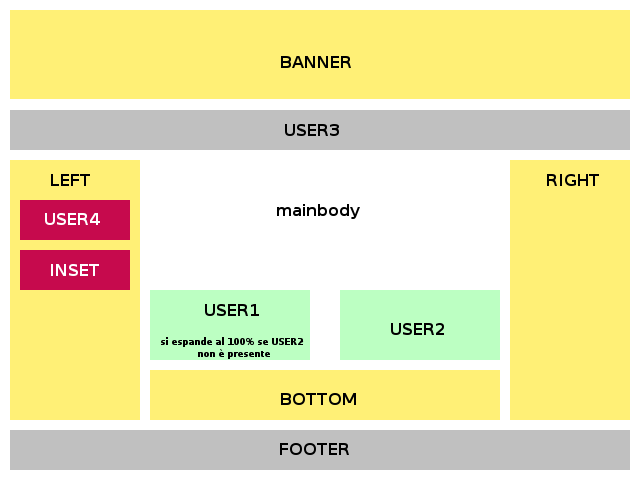 BANNER
USER3
LEFT
USER4
INSET
mainbody
RIGHT
USER1
si espande al 100% se USER2
non è presente
USER2
BOTTOM
FOOTER